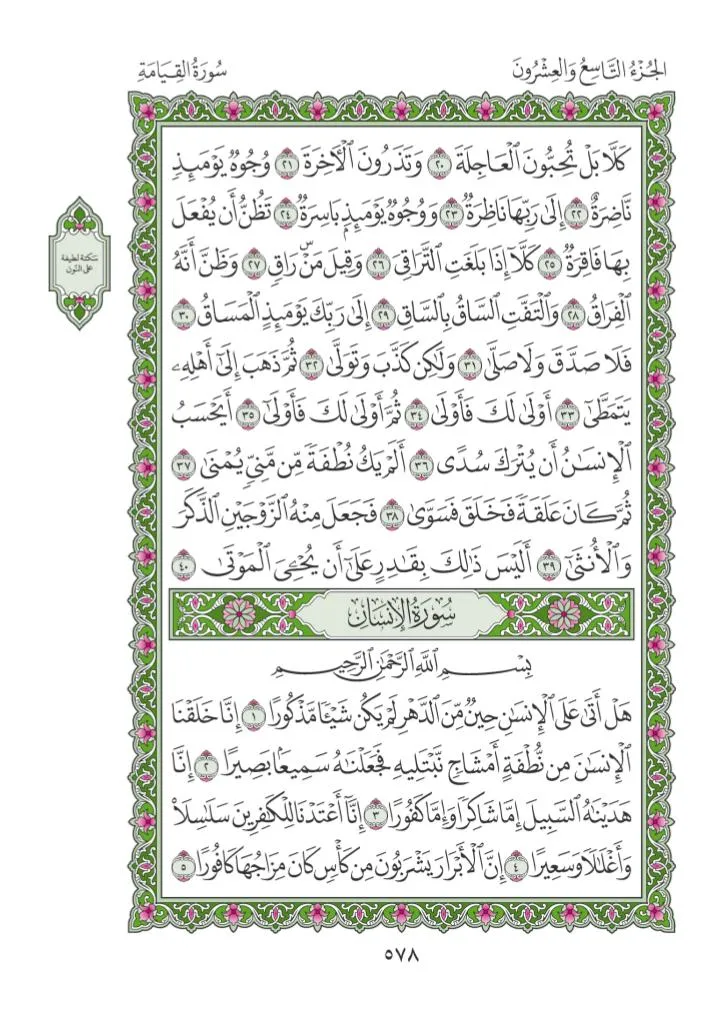 الجُزْءُ التَّاسِعُ وَالعِشْرُونَ
سُورَةُ القِيَامَةِ
كَلَّا بَلْ تُحِبُّونَ ٱلْعَاجِلَةَ ٢٠ وَتَذَرُونَ ٱلْأٓخِرَةَ ٢١ وُجُوهٌ يَوْمَئِذٍ
نَّاضِرَةٌ ٢٢ إِلَىٰ رَبِّهَا نَاظِرَةٌ ٢٣ وَوُجُوهٌ يَوْمَئِذٍۭ بَاسِرَةٌ ٢٤ تَظُنُّ أَن يُفْعَلَ
بِهَا فَاقِرَةٌ ٢٥ كَلَّآ إِذَا بَلَغَتِ ٱلتَّرَاقِىَ ٢٦ وَقِيلَ مَنْۜ رَاقٍ ٢٧ وَظَنَّ أَنَّهُ
ٱلْفِرَاقُ ٢٨ وَٱلْتَفَّتِ ٱلسَّاقُ بِٱلسَّاقِ ٢٩ إِلَىٰ رَبِّكَ يَوْمَئِذٍ ٱلْمَسَاقُ ٣٠
فَلَا صَدَّقَ وَلَا صَلَّىٰ ٣١ وَلَٰكِن كَذَّبَ وَتَوَلَّىٰ ٣٢ ثُمَّ ذَهَبَ إِلَىٰٓ أَهْلِهِۦ
يَتَمَطَّىٰٓ ٣٣ أَوْلَىٰ لَكَ فَأَوْلَىٰ ٣٤ ثُمَّ أَوْلَىٰ لَكَ فَأَوْلَىٰٓ ٣٥ أَيَحْسَبُ
ٱلْإِنسَٰنُ أَن يُتْرَكَ سُدًى ٣٦ أَلَمْ يَكُ نُطْفَةً مِّن مَّنِىٍّ يُمْنَىٰ ٣٧
ثُمَّ كَانَ عَلَقَةً فَخَلَقَ فَسَوَّىٰ ٣٨ فَجَعَلَ مِنْهُ ٱلزَّوْجَيْنِ ٱلذَّكَرَ
وَٱلْأُنثَىٰٓ ٣٩ أَلَيْسَ ذَٰلِكَ بِقَٰدِرٍ عَلَىٰٓ أَن يُحْـِۧىَ ٱلْمَوْتَىٰ ٤٠
سُورَةُ الإِنسَانِ
بِسْمِ ٱللَّهِ ٱلرَّحْمَٰنِ ٱلرَّحِيمِ
هَلْ أَتَىٰ عَلَى ٱلْإِنسَٰنِ حِينٌ مِّنَ ٱلدَّهْرِ لَمْ يَكُن شَيْـًٔا مَّذْكُورًا ١ إِنَّا خَلَقْنَا
ٱلْإِنسَٰنَ مِن نُّطْفَةٍ أَمْشَاجٍ نَّبْتَلِيهِ فَجَعَلْنَٰهُ سَمِيعًۢا بَصِيرًا ٢ إِنَّا
هَدَيْنَٰهُ ٱلسَّبِيلَ إِمَّا شَاكِرًا وَإِمَّا كَفُورًا ٣ إِنَّآ أَعْتَدْنَا لِلْكَٰفِرِينَ سَلَٰسِلَا۟
وَأَغْلَٰلًا وَسَعِيرًا ٤ إِنَّ ٱلْأَبْرَارَ يَشْرَبُونَ مِن كَأْسٍ كَانَ مِزَاجُهَا كَافُورًا ٥
سكتة لطيفة
على النون
٥٧٨